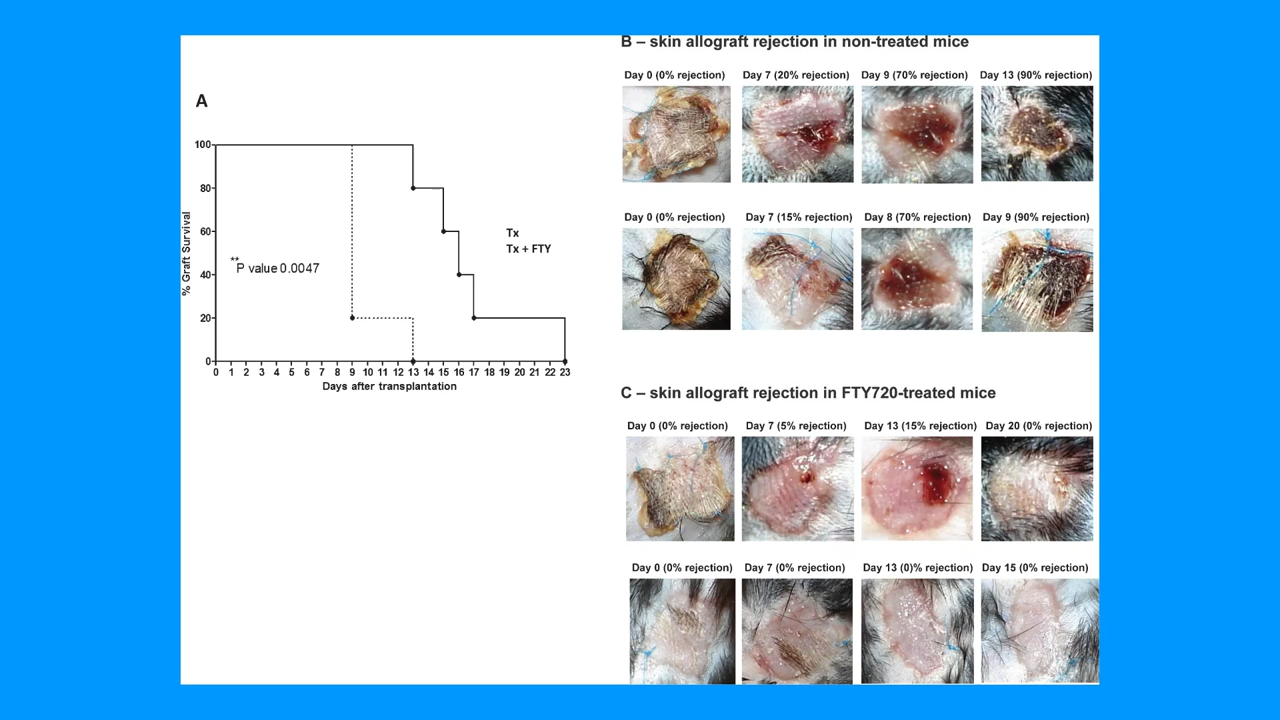 A
% Graft Survival
100
80
60
40
20
0
**
P value 0.0047
Tx
Tx + FTY
0 1 2 3 4 5 6 7 8 9 10 11 12 13 14 15 16 17 18 19 20 21 22 23
Days after transplantation
B – skin allograft rejection in non-treated mice
Day 0 (0% rejection) Day 7 (20% rejection) Day 9 (70% rejection) Day 13 (90% rejection)
Day 0 (0% rejection) Day 7 (15% rejection) Day 8 (70% rejection) Day 9 (90% rejection)
C – skin allograft rejection in FTY720-treated mice
Day 0 (0% rejection) Day 7 (5% rejection) Day 13 (15% rejection) Day 20 (0% rejection)
Day 0 (0% rejection) Day 7 (0% rejection) Day 13 (0)% rejection) Day 15 (0% rejection)